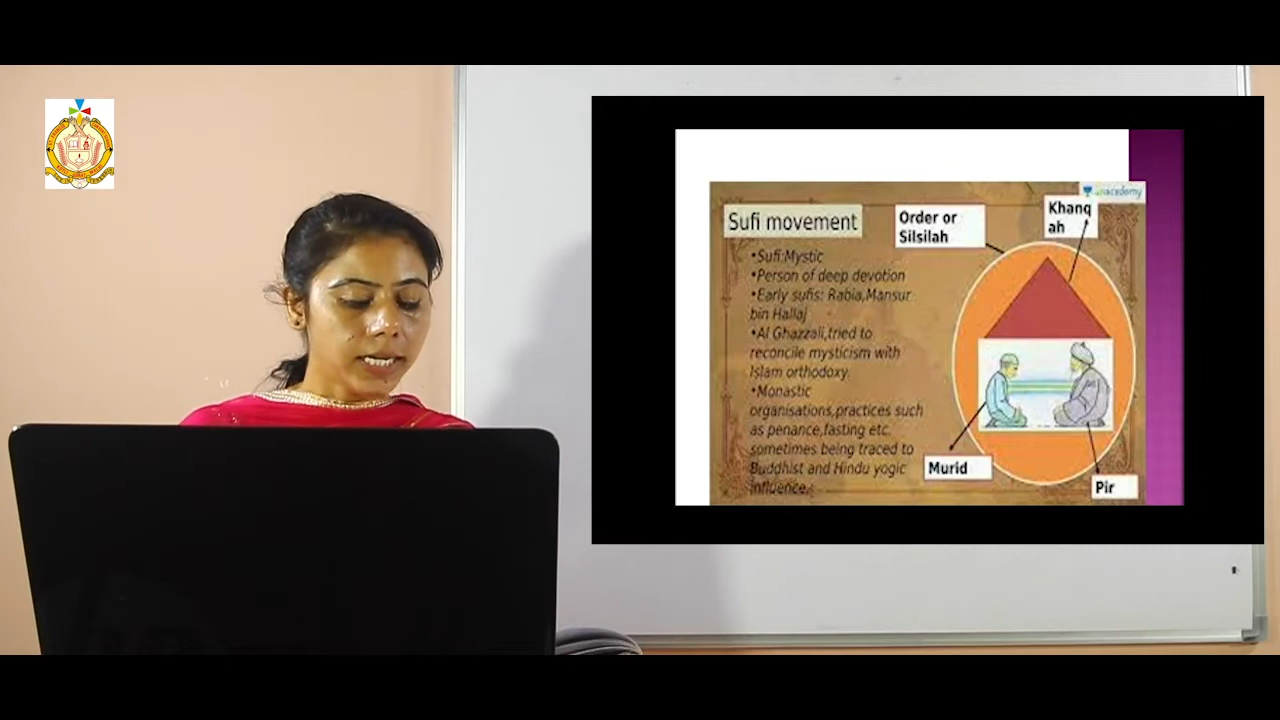 Sufi movement
•Sufi:Mystic
•Person of deep devotion
•Early sufis: Rabia,Mansur
bin Hallaj
•Al Ghazzali,tried to
reconcile mysticism with
Islam orthodoxy.
•Monastic
organisations,practices such
as penance,fasting etc.
sometimes being traced to
Buddhist and Hindu yogic
influence.
Order or
Silsilah
Khanq
ah
Murid
Pir